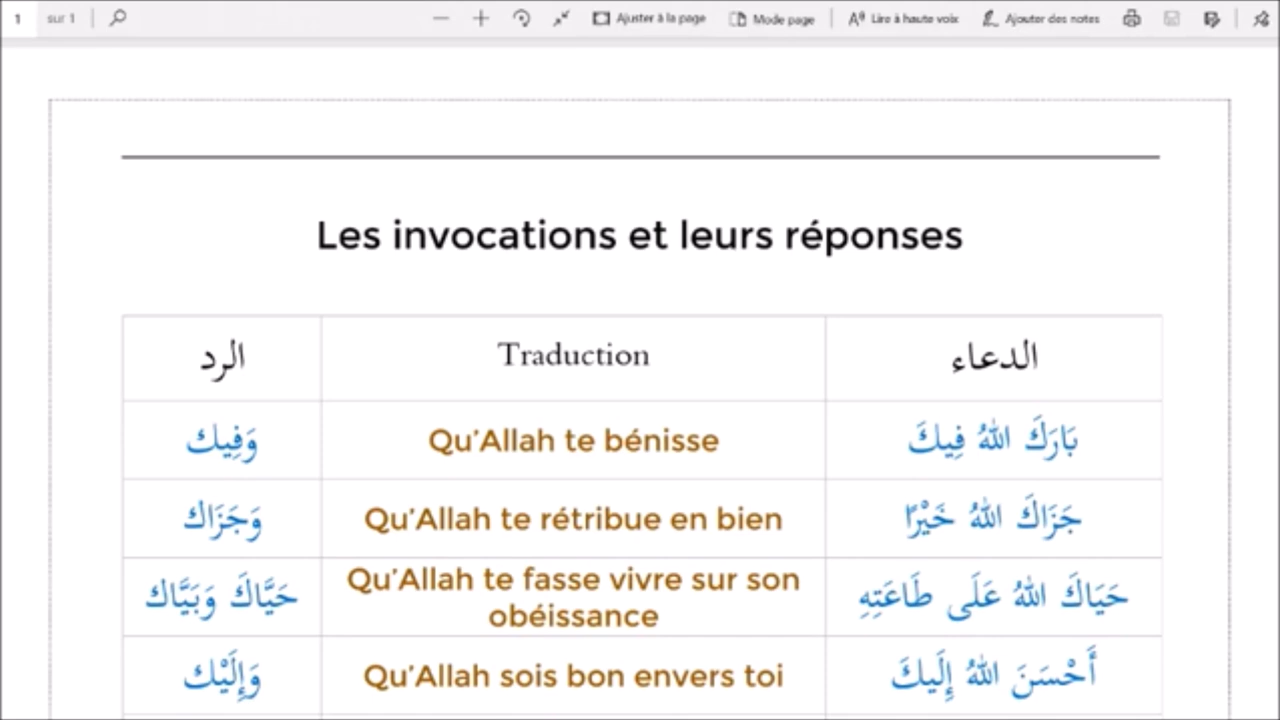 1 sur 1 Ajuster à la page Mode page Lire à haute voix Ajouter des notes
Les invocations et leurs réponses
الدعاء Traduction الرد
بَارَكَ اللهُ فِيكَ Qu'Allah te bénisse وَفِيك
جَزَاكَ اللهُ خَيْرًا Qu'Allah te rétribue en bien وَجَزَاك
حَيَاكَ اللهُ عَلَى طَاعَتِهِ Qu'Allah te fasse vivre sur son حَيَّاكَ وَبَيَّاك
obéissance
أَحْسَنَ اللهُ إِلَيكَ Qu'Allah sois bon envers toi وَإِلَيْك